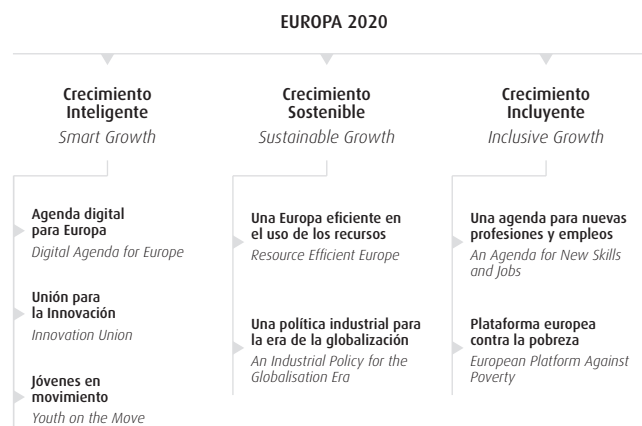 EUROPA 2020
Crecimiento
Inteligente
Smart Growth
Agenda digital
para Europa
Digital Agenda for Europe
Unión para
la Innovación
Innovation Union
Jóvenes en
movimiento
Youth on the Move
Crecimiento
Sostenible
Sustainable Growth
Una Europa eficiente en
el uso de los recursos
Resource Efficient Europe
Una política industrial para
la era de la globalización
An Industrial Policy for the
Globalisation Era
Crecimiento
Incluyente
Inclusive Growth
Una agenda para nuevas
profesiones y empleos
An Agenda for New Skills
and Jobs
Plataforma europea
contra la pobreza
European Platform Against
Poverty